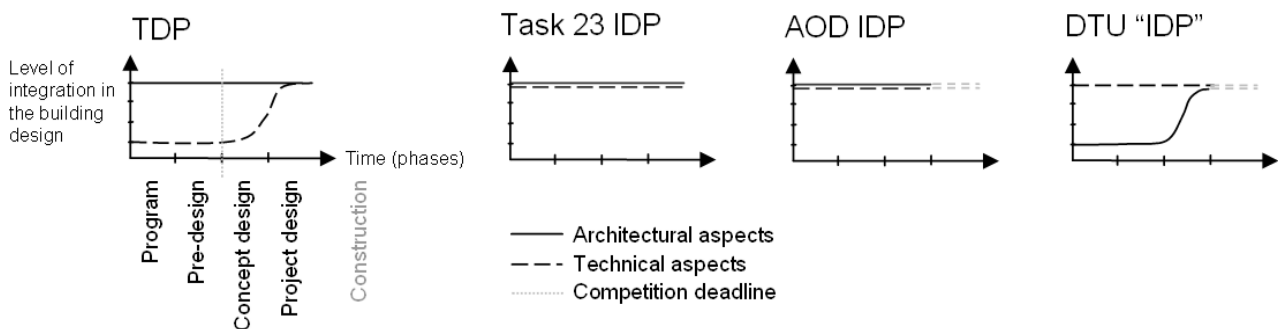 TDP
Task 23 IDP
AOD IDP
DTU “IDP”
Level of
integration in
the building
design
Time (phases)
Program
Pre-design
Concept design
Project design
Construction
Architectural aspects
Technical aspects
Competition deadline